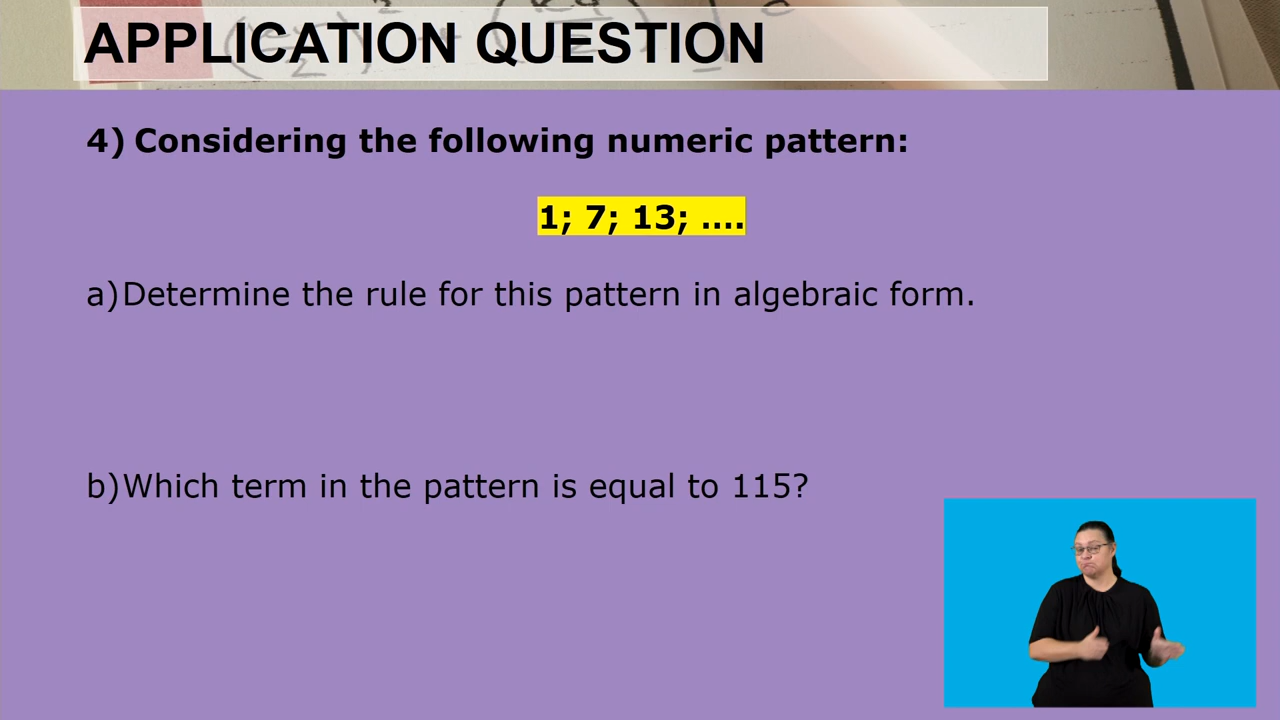 APPLICATION QUESTION
4) Considering the following numeric pattern:
1; 7; 13; ....
a) Determine the rule for this pattern in algebraic form.
b) Which term in the pattern is equal to 115?